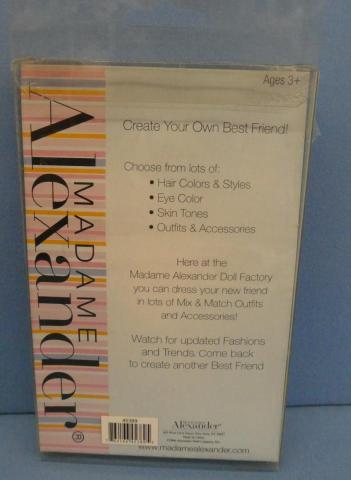 MADAME
Alexander®
Ages 3+
Create Your Own Best Friend!
Choose from lots of:
• Hair Colors & Styles
• Eye Color
• Skin Tones
• Outfits & Accessories
Here at the
Madame Alexander Doll Factory
you can dress your new friend
in lots of Mix & Match Outfits
and Accessories!
Watch for updated Fashions
and Trends. Come back
to create another Best Friend
Alexander
www.madamealexander.com